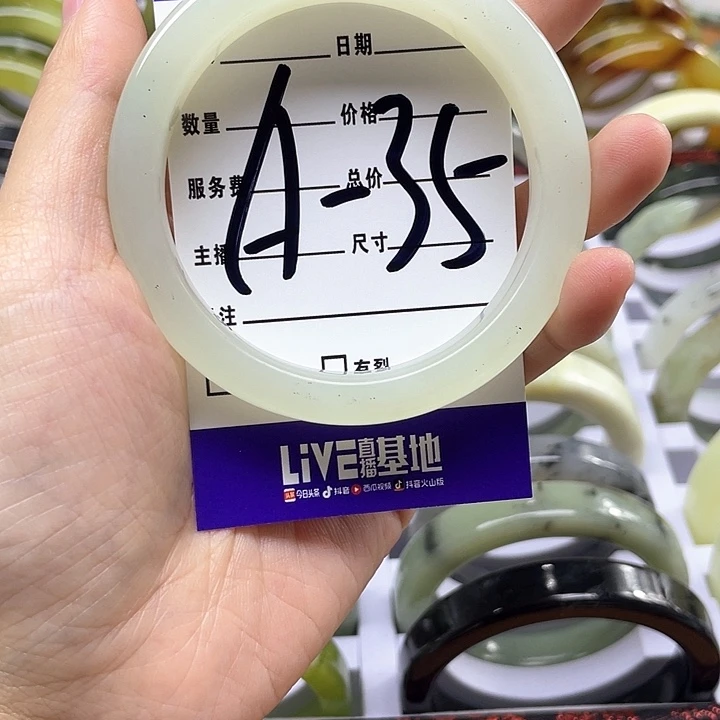 日期
数量 价格
A-35
服务费 总价
主播 尺寸
注
有裂
LiVE直播基地
头条 今日头条 抖音 西瓜视频 抖音火山版